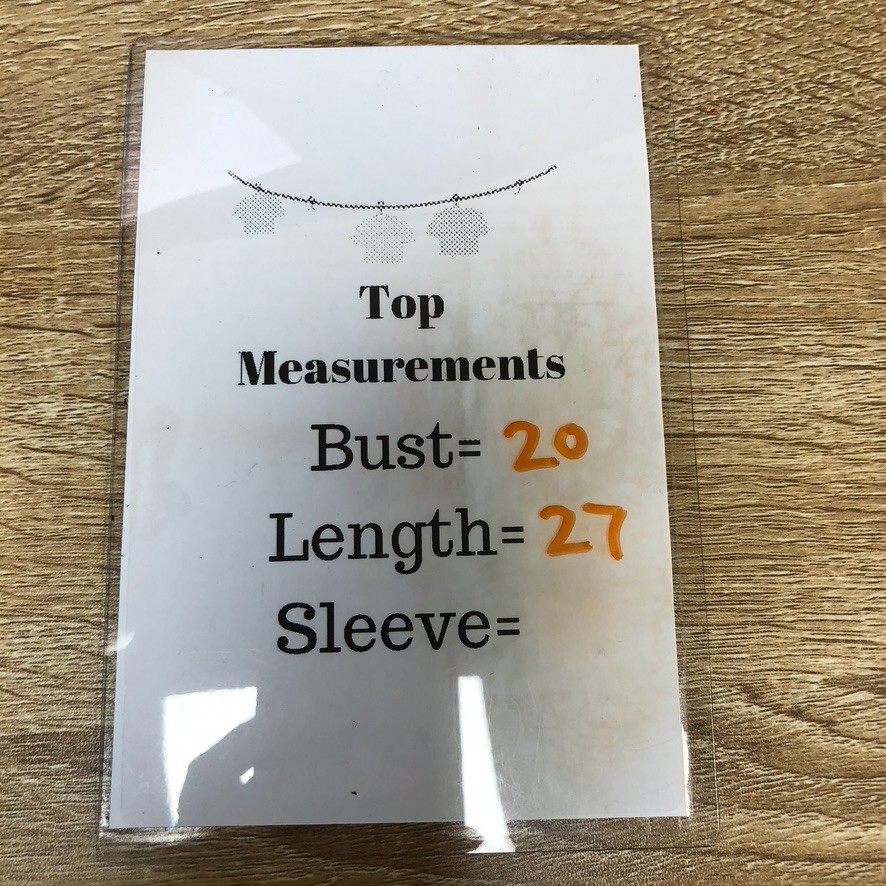 Top
Measurements
Bust= 20
Length= 27
Sleeve=